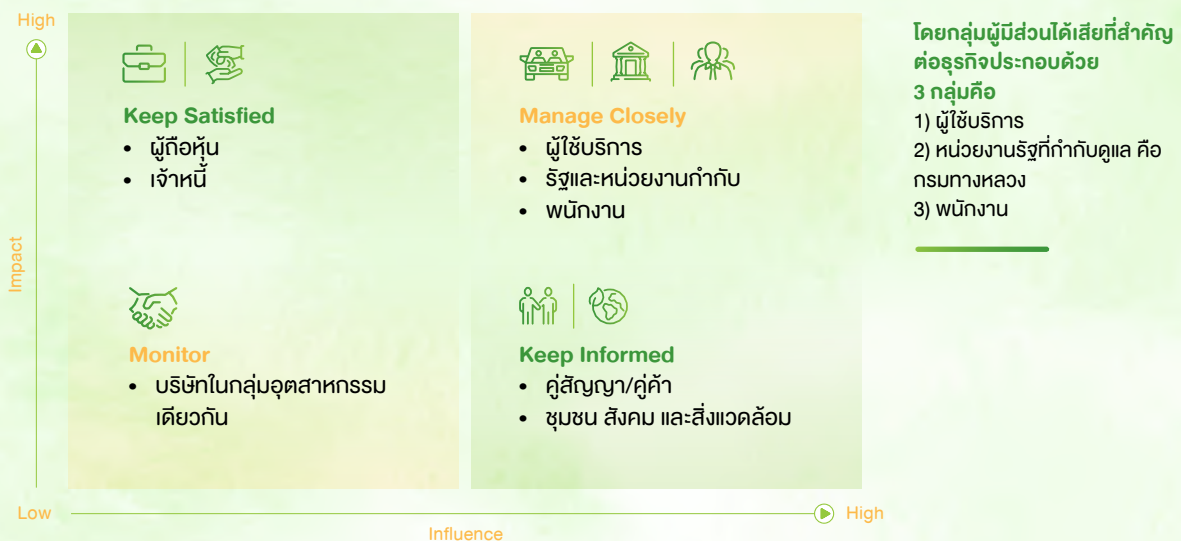 High
Keep Satisfied
• ผู้ถือหุ้น
• เจ้าหนี้
Manage Closely
• ผู้ใช้บริการ
• รัฐและหน่วยงานกำกับ
• พนักงาน
โดยกลุ่มผู้มีส่วนได้เสียที่สำคัญ
ต่อธุรกิจประกอบด้วย
3 กลุ่มคือ
1) ผู้ใช้บริการ
2) หน่วยงานรัฐที่กำกับดูแล คือ
กรมทางหลวง
3) พนักงาน
Impact
Monitor
• บริษัทในกลุ่มอุตสาหกรรม
เดียวกัน
Keep Informed
• คู่สัญญา/คู่ค้า
• ชุมชน สังคม และสิ่งแวดล้อม
Low
High
Influence